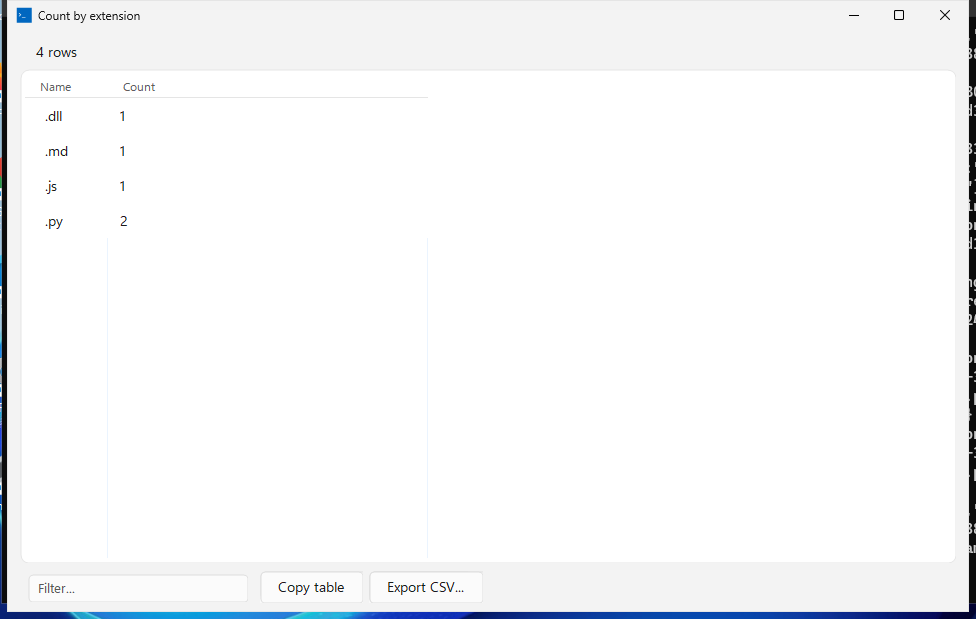 Count by extension
4 rows
Name Count
.dll 1
.md 1
.js 1
.py 2
Filter... Copy table Export CSV...